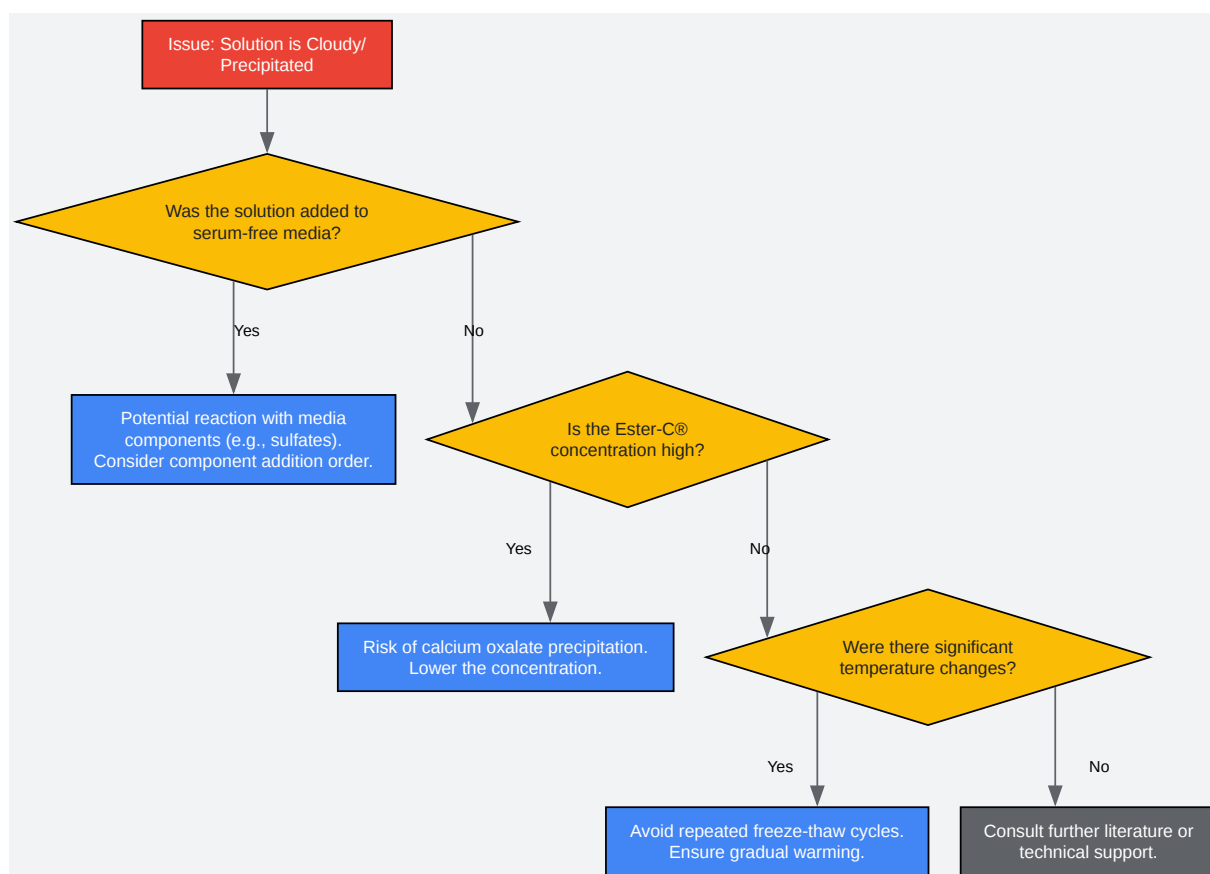 Issue: Solution is Cloudy/
Precipitated
Was the solution added to
serum-free media?
Yes
No
Potential reaction with media
components (e.g., sulfates).
Consider component addition order.
Is the Ester-C®
concentration high?
Yes
No
Risk of calcium oxalate precipitation.
Lower the concentration.
Were there significant
temperature changes?
Yes
No
Avoid repeated freeze-thaw cycles.
Ensure gradual warming.
Consult further literature or
technical support.